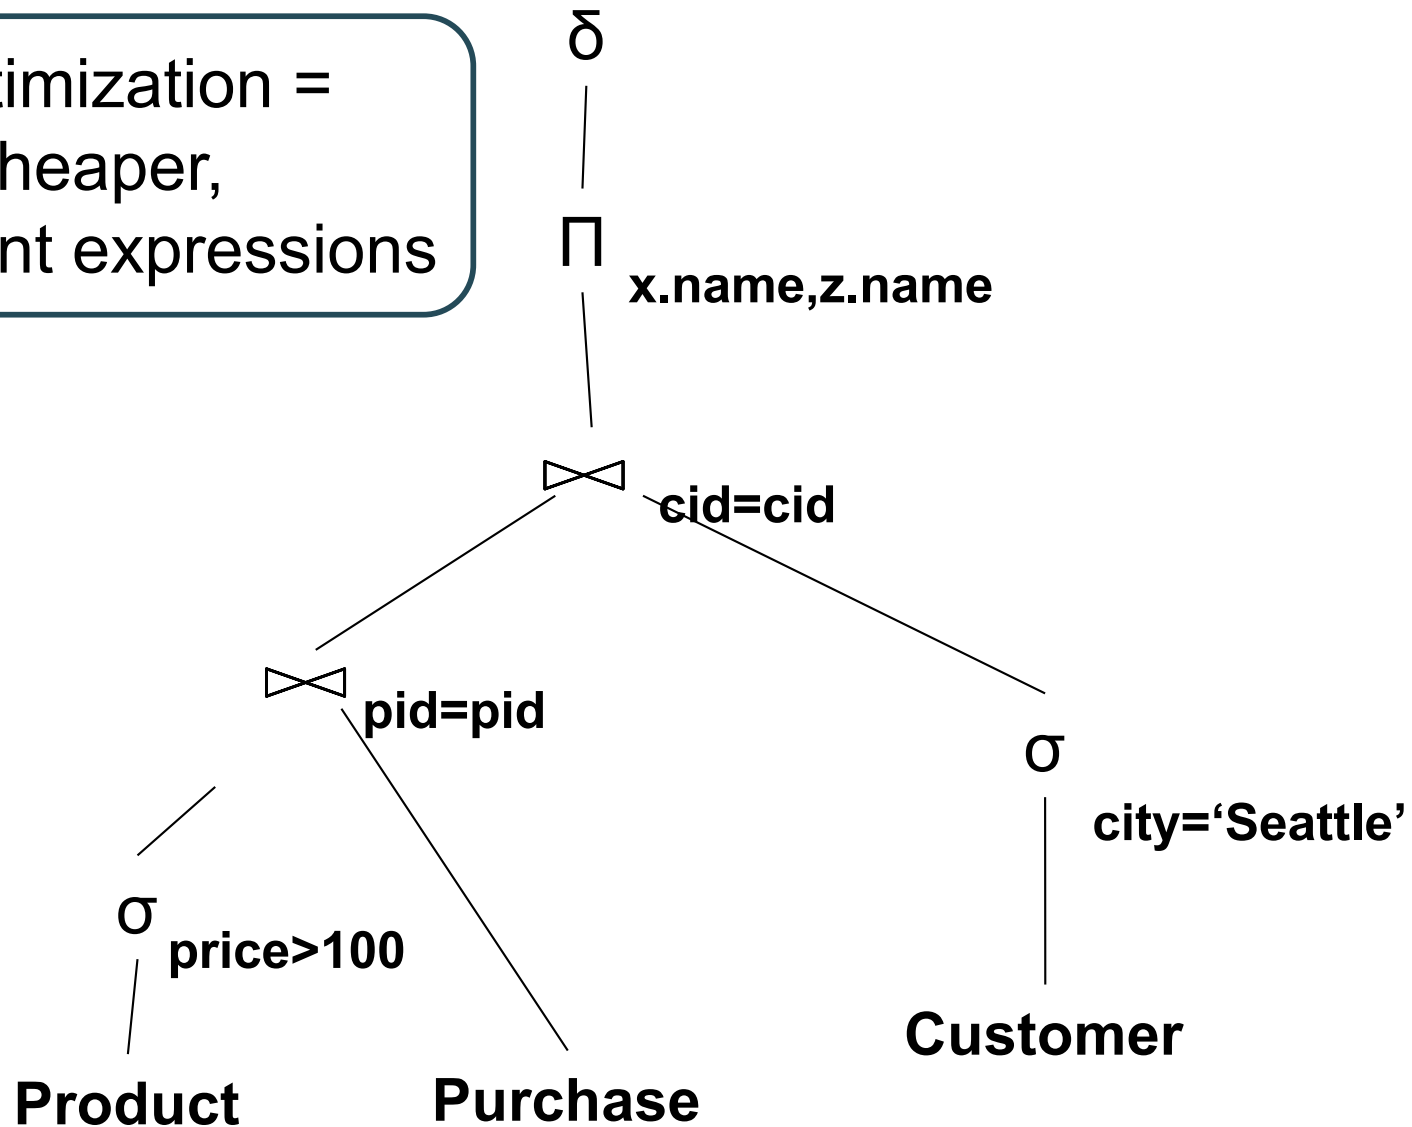 δ
timization =
heaper,
nt expressions
Π
x.name,z.name
cid=cid
pid=pid
σ
city=‘Seattle’
σ
price>100
Customer
Product
Purchase